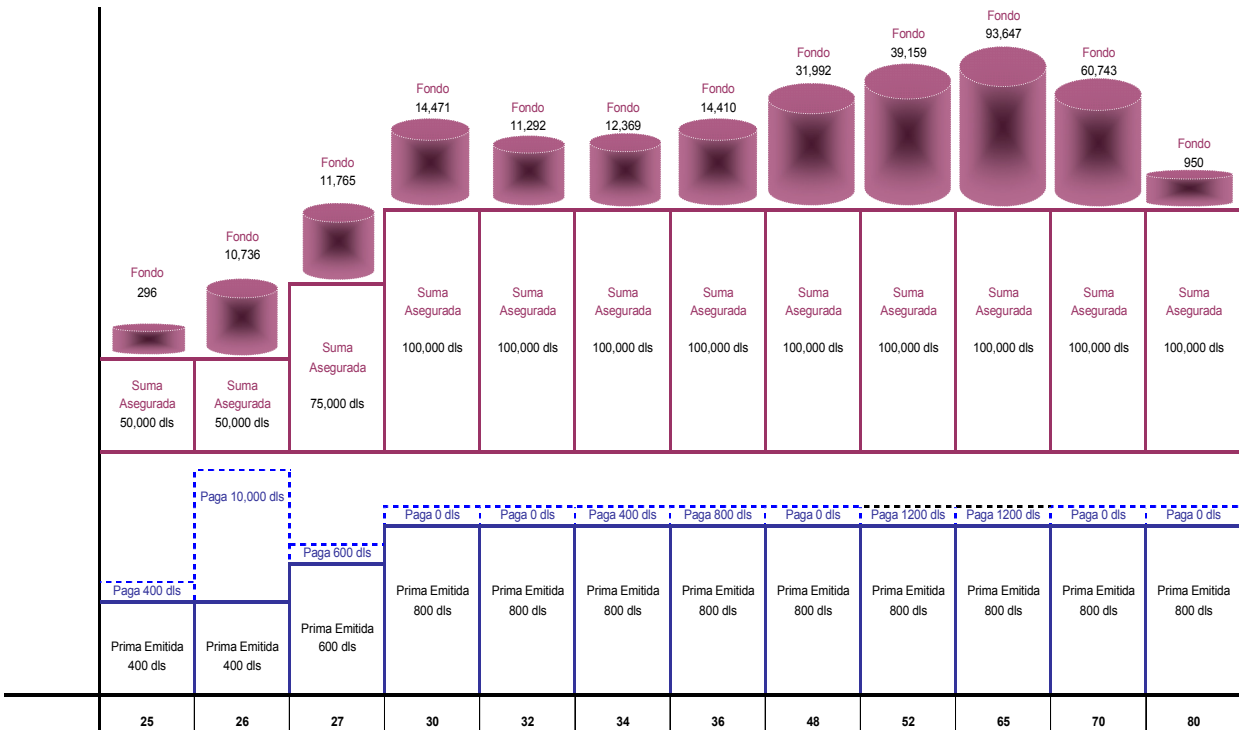 Fondo
296
Fondo
10,736
Fondo
11,765
Fondo
14,471
Fondo
11,292
Fondo
12,369
Fondo
14,410
Fondo
31,992
Fondo
39,159
Fondo
93,647
Fondo
60,743
Fondo
950
Suma
Asegurada
50,000 dls
Suma
Asegurada
50,000 dls
Suma
Asegurada
75,000 dls
Suma
Asegurada
100,000 dls
Suma
Asegurada
100,000 dls
Suma
Asegurada
100,000 dls
Suma
Asegurada
100,000 dls
Suma
Asegurada
100,000 dls
Suma
Asegurada
100,000 dls
Suma
Asegurada
100,000 dls
Suma
Asegurada
100,000 dls
Suma
Asegurada
100,000 dls
Paga 400 dls
Paga 10,000 dls
Paga 600 dls
Paga 0 dls
Paga 0 dls
Paga 400 dls
Paga 800 dls
Paga 0 dls
Paga 1200 dls
Paga 1200 dls
Paga 0 dls
Paga 0 dls
Prima Emitida
400 dls
Prima Emitida
400 dls
Prima Emitida
600 dls
Prima Emitida
800 dls
Prima Emitida
800 dls
Prima Emitida
800 dls
Prima Emitida
800 dls
Prima Emitida
800 dls
Prima Emitida
800 dls
Prima Emitida
800 dls
Prima Emitida
800 dls
Prima Emitida
800 dls
25 26 27 30 32 34 36 48 52 65 70 80